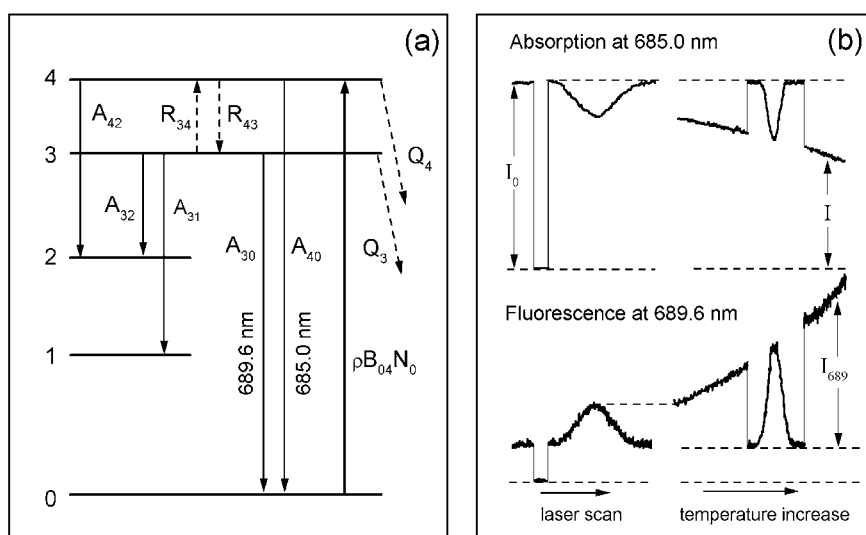 (a)
4
A42
R34
R43
Q4
3
A32
A31
A30
A40
Q3
2
1
689.6 nm
685.0 nm
ρB04N0
0
(b)
Absorption at 685.0 nm
I0
I
Fluorescence at 689.6 nm
I689
laser scan
temperature increase